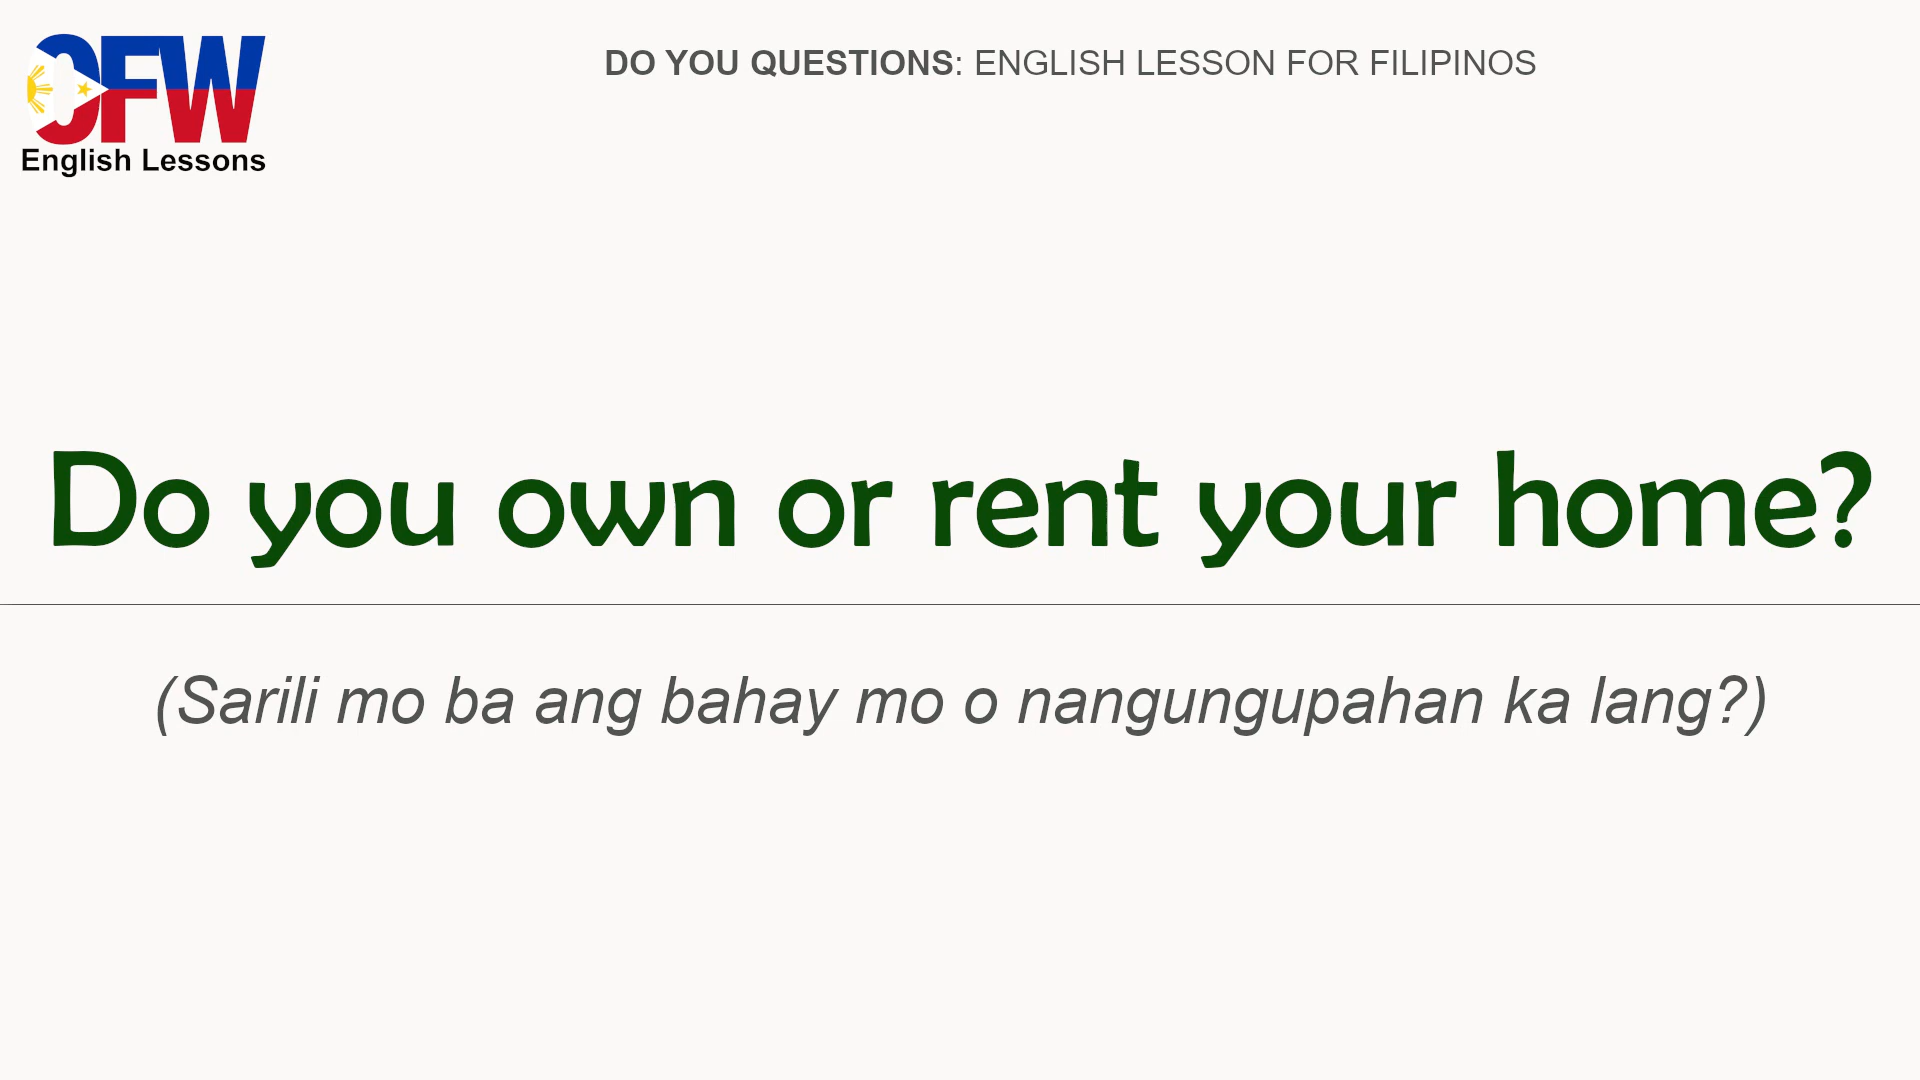 OFW
English Lessons
DO YOU QUESTIONS: ENGLISH LESSON FOR FILIPINOS
Do you own or rent your home?
(Sarili mo ba ang bahay mo o nangungupahan ka lang?)